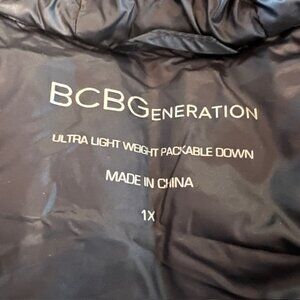 BCBGENERATION
ULTRA LIGHT WEIGHT PACKABLE DOWN
MADE IN CHINA
1X